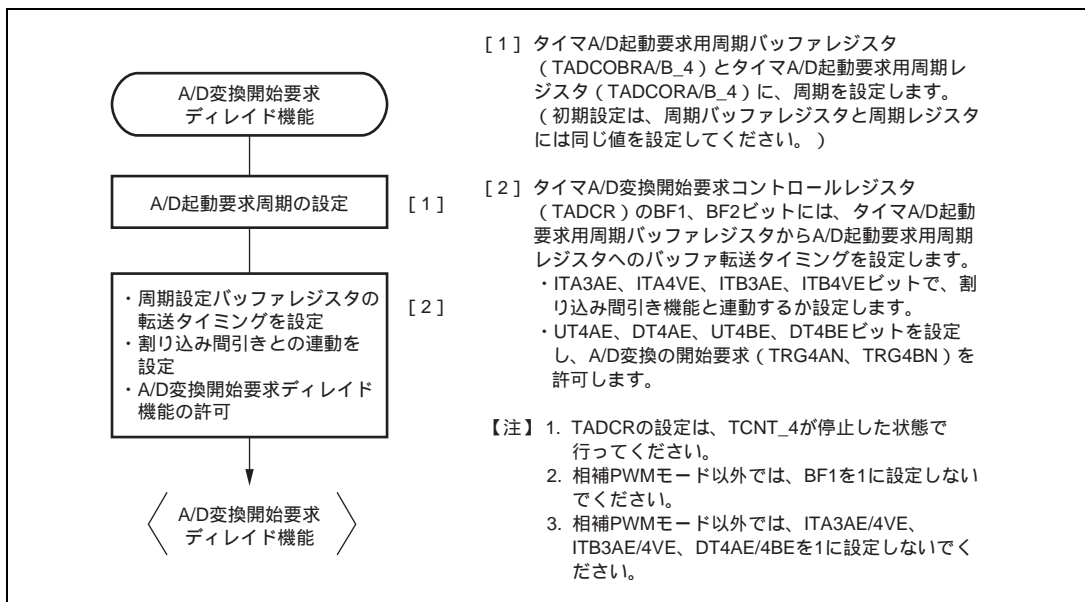 A/D変換開始要求
ディレイド機能
A/D起動要求周期の設定
[1]
・周期設定バッファレジスタの
転送タイミングを設定
・割り込み間引きとの連動を
設定
・A/D変換開始要求ディレイド
機能の許可
[2]
A/D変換開始要求
ディレイド機能
[1] タイマA/D起動要求用周期バッファレジスタ
（TADCOBRA/B_4）とタイマA/D起動要求用周期レ
ジスタ（TADCORA/B_4）に、周期を設定します。
（初期設定は、周期バッファレジスタと周期レジスタ
には同じ値を設定してください。）
[2] タイマA/D変換開始要求コントロールレジスタ
（TADCR）のBF1、BF2ビットには、タイマA/D起動
要求用周期バッファレジスタからA/D起動要求用周期
レジスタへのバッファ転送タイミングを設定します。
・ITA3AE、ITA4VE、ITB3AE、ITB4VEビットで、割
り込み間引き機能と連動するか設定します。
・UT4AE、DT4AE、UT4BE、DT4BEビットを設定
し、A/D変換の開始要求（TRG4AN、TRG4BN）を
許可します。
【注】1. TADCRの設定は、TCNT_4が停止した状態で
行ってください。
2. 相補PWMモード以外では、BF1を1に設定しない
でください。
3. 相補PWMモード以外では、ITA3AE/4VE、
ITB3AE/4VE、DT4AE/4BEを1に設定しないでく
ださい。